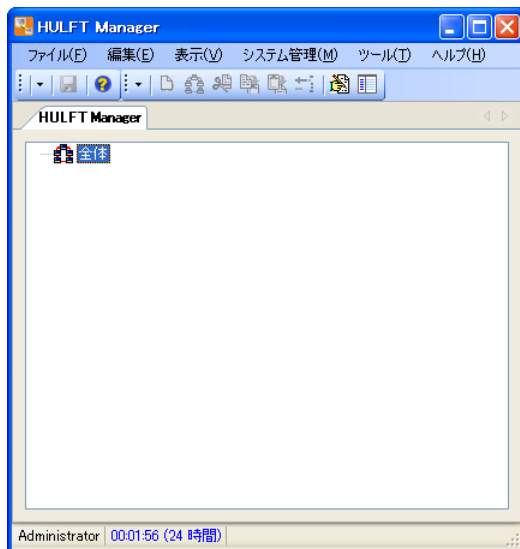 HULFT Manager
ファイル(F) 編集(E) 表示(V) システム管理(M) ツール(T) ヘルプ(H)
HULFT Manager
全体
Administrator 00:01:56 (24 時間)